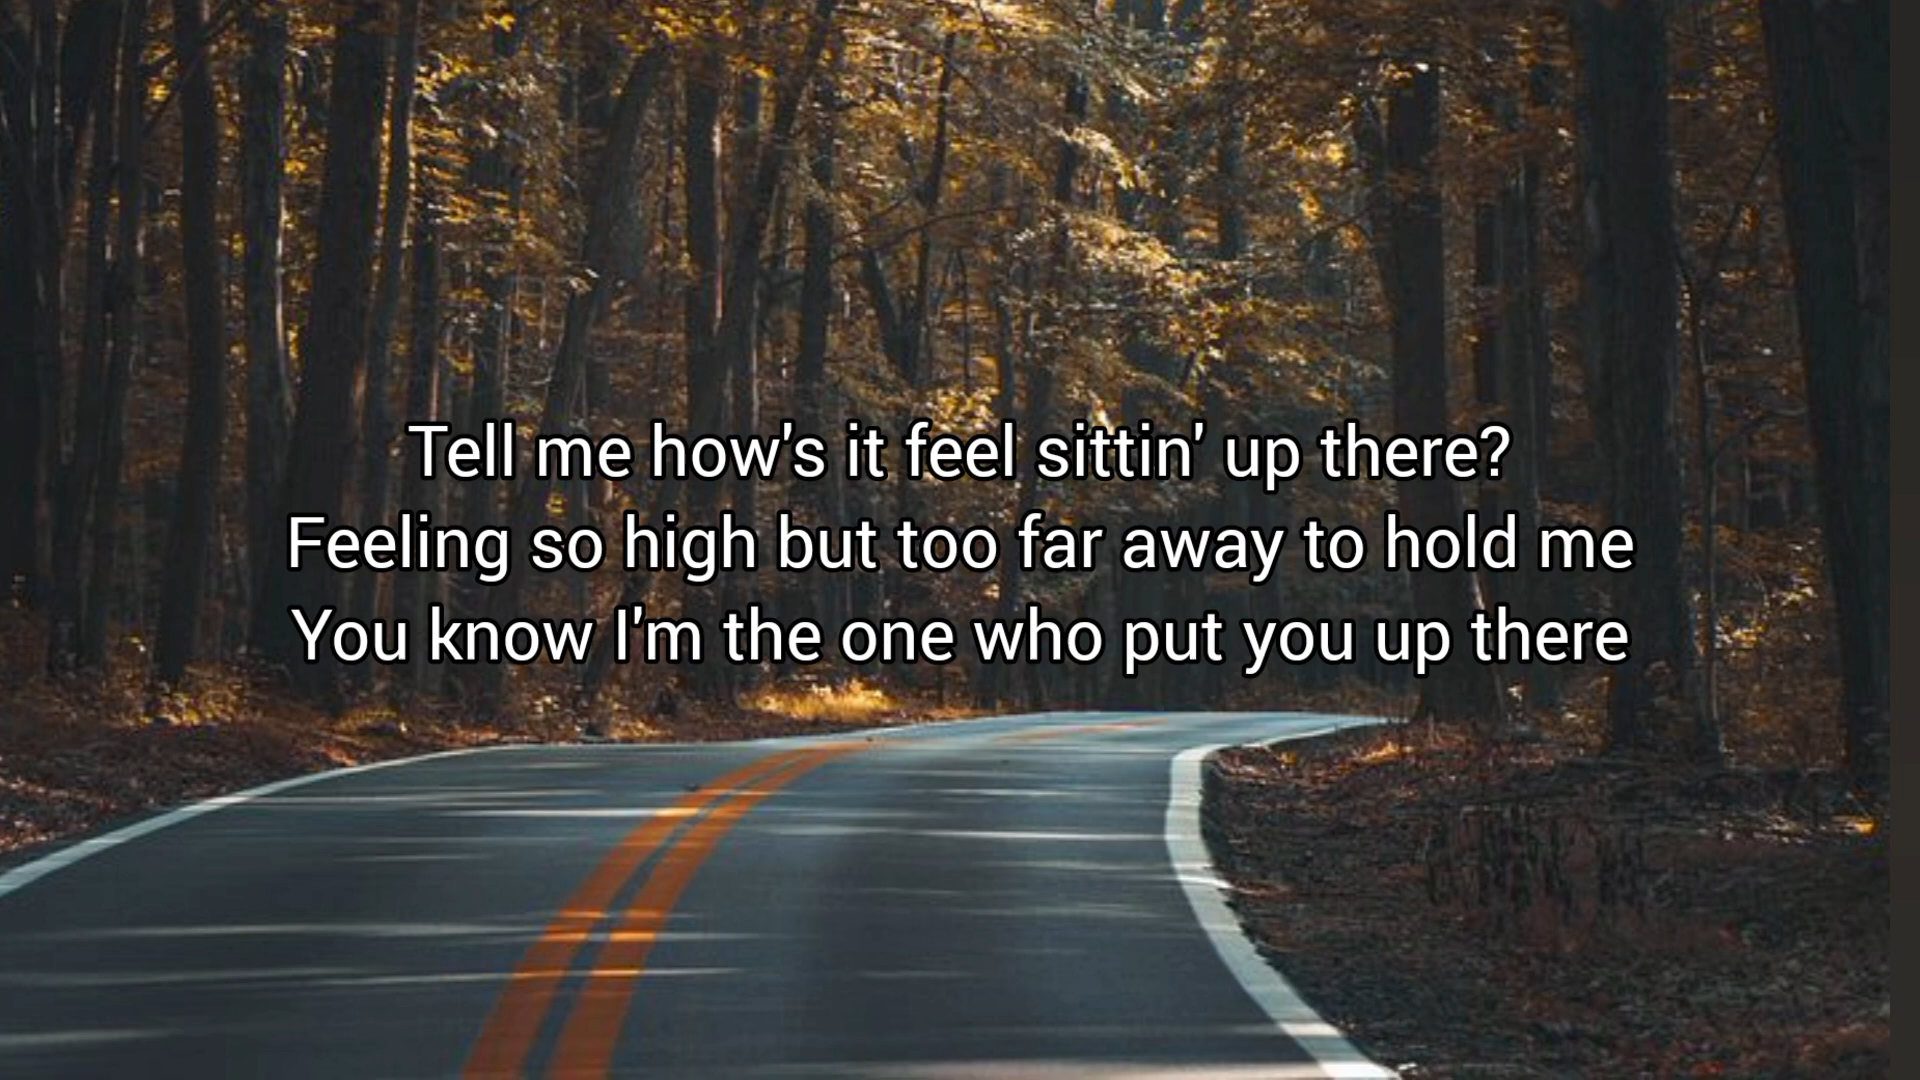 Tell me how's it feel sittin' up there?
Feeling so high but too far away to hold me
You know I'm the one who put you up there